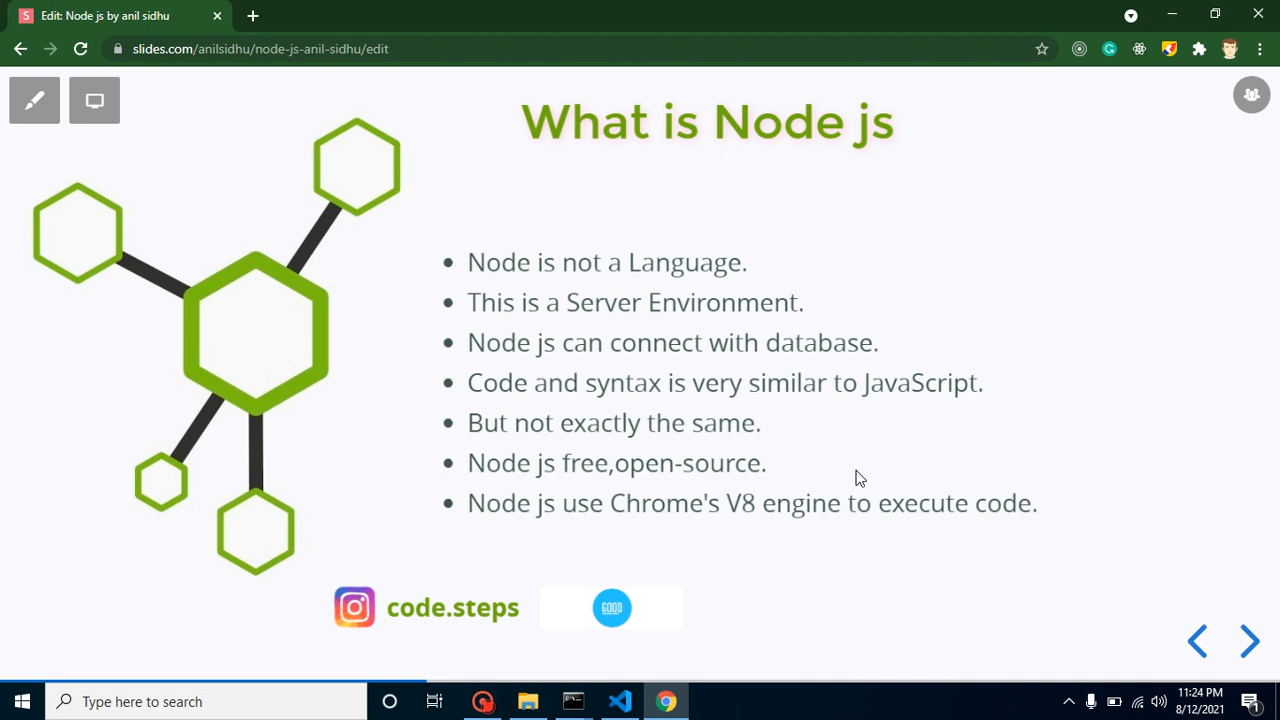 S Edit: Node js by anil sidhu
slides.com/anilsidhu/node-js-anil-sidhu/edit
What is Node js
Node is not a Language.
This is a Server Environment.
Node js can connect with database.
Code and syntax is very similar to JavaScript.
But not exactly the same.
Node js free,open-source.
Node js use Chrome's V8 engine to execute code.
code.steps
GOOD
Type here to search
11:24 PM
8/12/2021
1